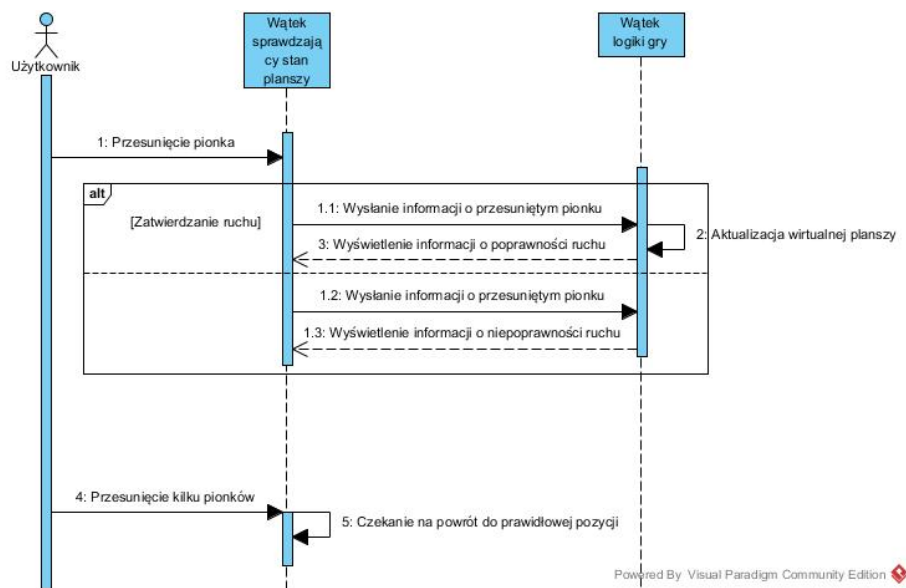 Użytkownik
Wątek
sprawdzają
cy stan
planszy
Wątek
logiki gry
1: Przesunięcie pionka
alt
[Zatwierdzanie ruchu]
1.1: Wysłanie informacji o przesuniętym pionku
2: Aktualizacja wirtualnej planszy
3: Wyświetlenie informacji o poprawności ruchu
1.2: Wysłanie informacji o przesuniętym pionku
1.3: Wyświetlenie informacji o niepoprawności ruchu
4: Przesunięcie kilku pionków
5: Czekanie na powrót do prawidłowej pozycji
Powered By Visual Paradigm Community Edition